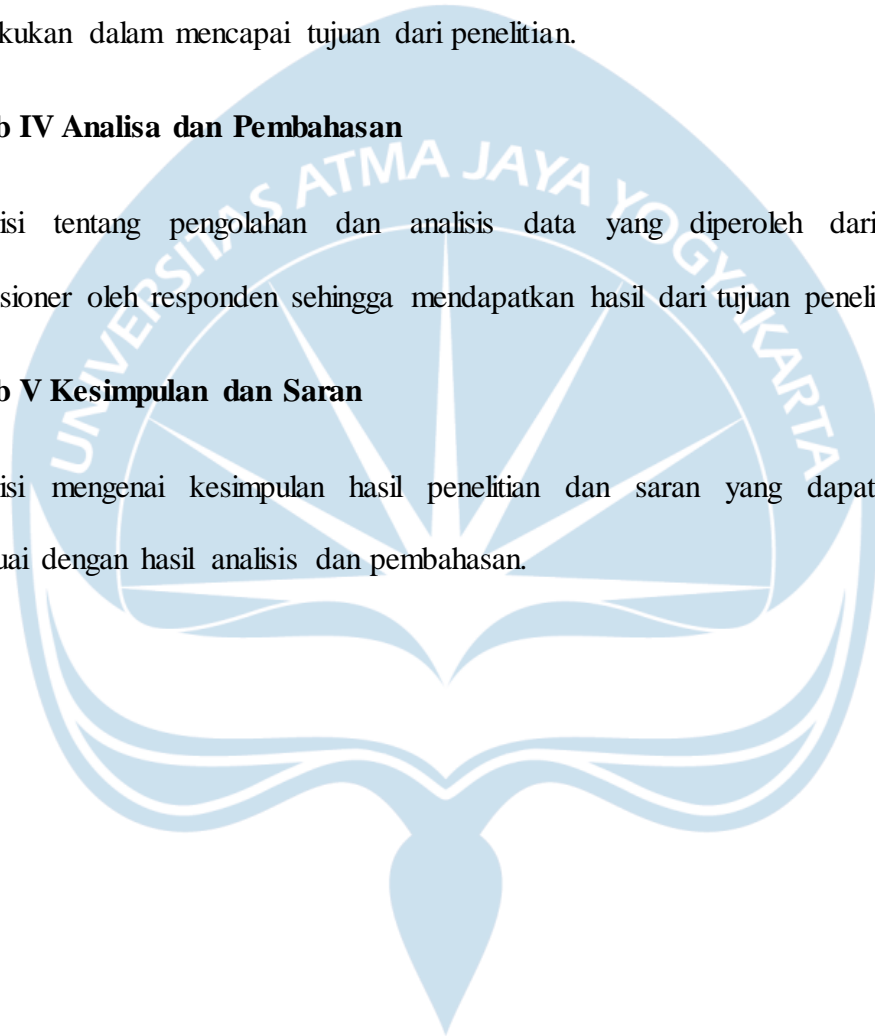 kukan dalam mencapai tujuan dari penelitian.
b IV Analisa dan Pembahasan
isi tentang pengolahan dan analisis data yang diperoleh dari
sioner oleh responden sehingga mendapatkan hasil dari tujuan peneli
b V Kesimpulan dan Saran
isi mengenai kesimpulan hasil penelitian dan saran yang dapat
uai dengan hasil analisis dan pembahasan.
UNIVERSITAS ATMA JAYA YOGYAKARTA